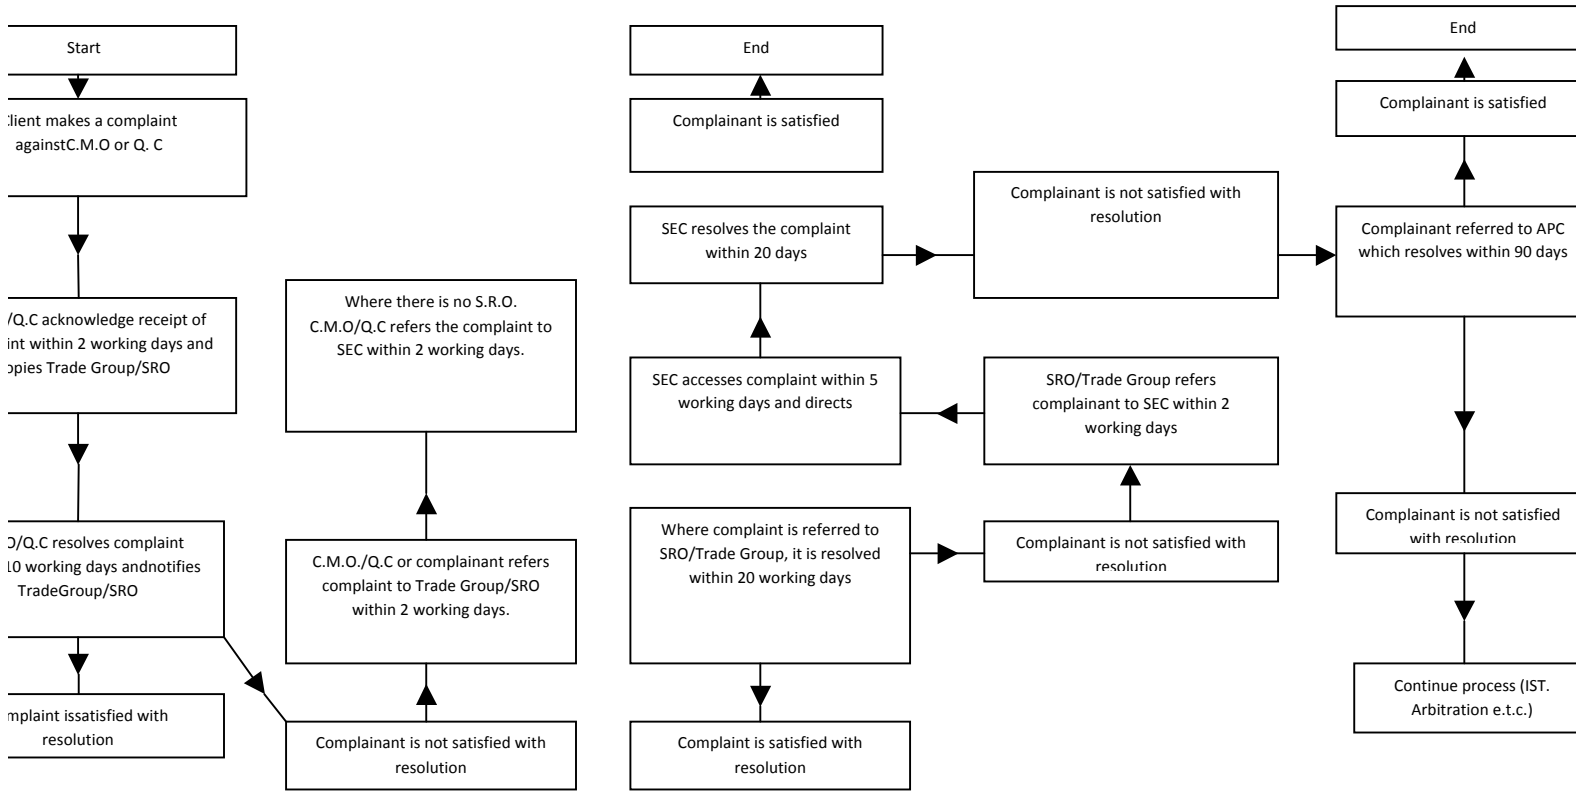 Start
makes a complaint
againstC.M.O or Q. C
/Q.C acknowledge receipt of
within 2 working days and
Trade Group/SRO
/Q.C resolves complaint
10 working days andnotifies
TradeGroup/SRO
issatisfied with
resolution
Where there is no S.R.O.
C.M.O/Q.C refers the complaint to
SEC within 2 working days.
C.M.O./Q.C or complainant refers
complaint to Trade Group/SRO
within 2 working days.
Complainant is not satisfied with
resolution
End
Complainant is satisfied
SEC resolves the complaint
within 20 days
SEC accesses complaint within 5
working days and directs
Where complaint is referred to
SRO/Trade Group, it is resolved
within 20 working days
Complaint is satisfied with
resolution
Complainant is not satisfied with
resolution
SRO/Trade Group refers
complainant to SEC within 2
working days
Complainant is not satisfied with
resolution
End
Complainant is satisfied
Complainant referred to APC
which resolves within 90 days
Complainant is not satisfied
with resolution
Continue process (IST.
Arbitration e.t.c.)